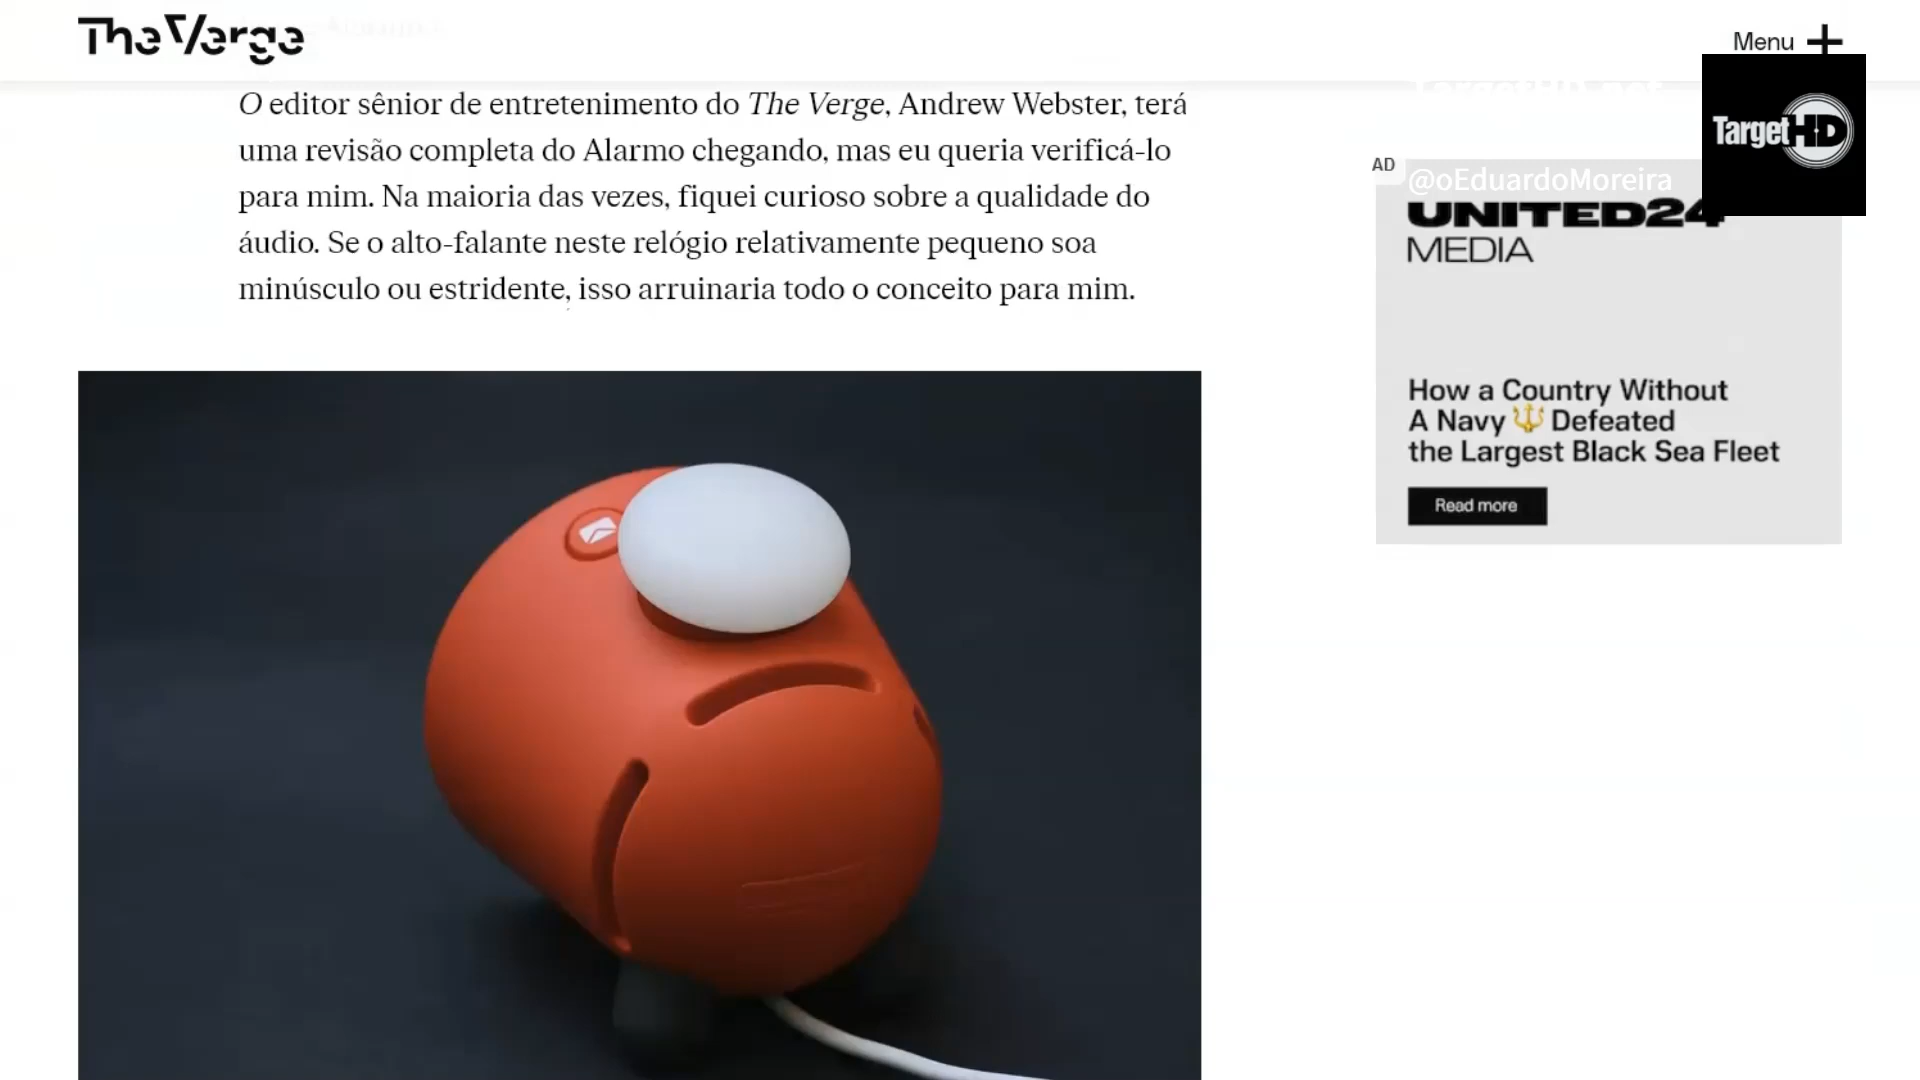 The Verge
Menu
TargetHD.net
TargetHD
O editor sênior de entretenimento do The Verge, Andrew Webster, terá
uma revisão completa do Alarmo chegando, mas eu queria verificá-lo
para mim. Na maioria das vezes, fiquei curioso sobre a qualidade do
áudio. Se o alto-falante neste relógio relativamente pequeno soa
minúsculo ou estridente, isso arruinaria todo o conceito para mim.
AD
@oEduardoMoreira
UNITED24
MEDIA
How a Country Without
A Navy 🔱 Defeated
the Largest Black Sea Fleet
Read more